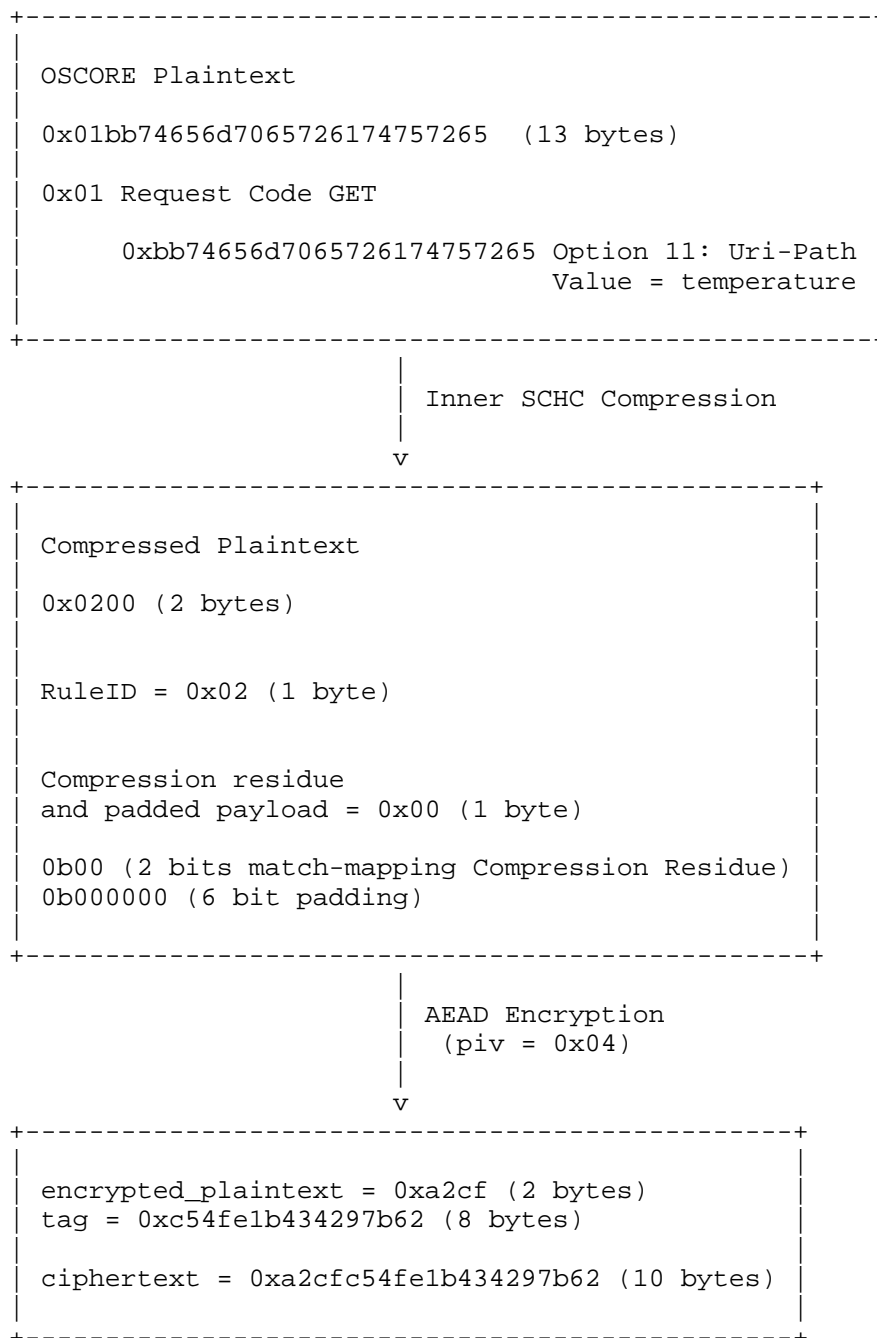 OSCORE Plaintext
0x01bb74656d7065726174757265 (13 bytes)
0x01 Request Code GET
0xbb74656d7065726174757265 Option 11: Uri-Path
Value = temperature
Inner SCHC Compression
v
Compressed Plaintext
0x0200 (2 bytes)
RuleID = 0x02 (1 byte)
Compression residue
and padded payload = 0x00 (1 byte)
0b00 (2 bits match-mapping Compression Residue)
0b000000 (6 bit padding)
AEAD Encryption
(piv = 0x04)
v
encrypted_plaintext = 0xa2cf (2 bytes)
tag = 0xc54fe1b434297b62 (8 bytes)
ciphertext = 0xa2cfc54fe1b434297b62 (10 bytes)